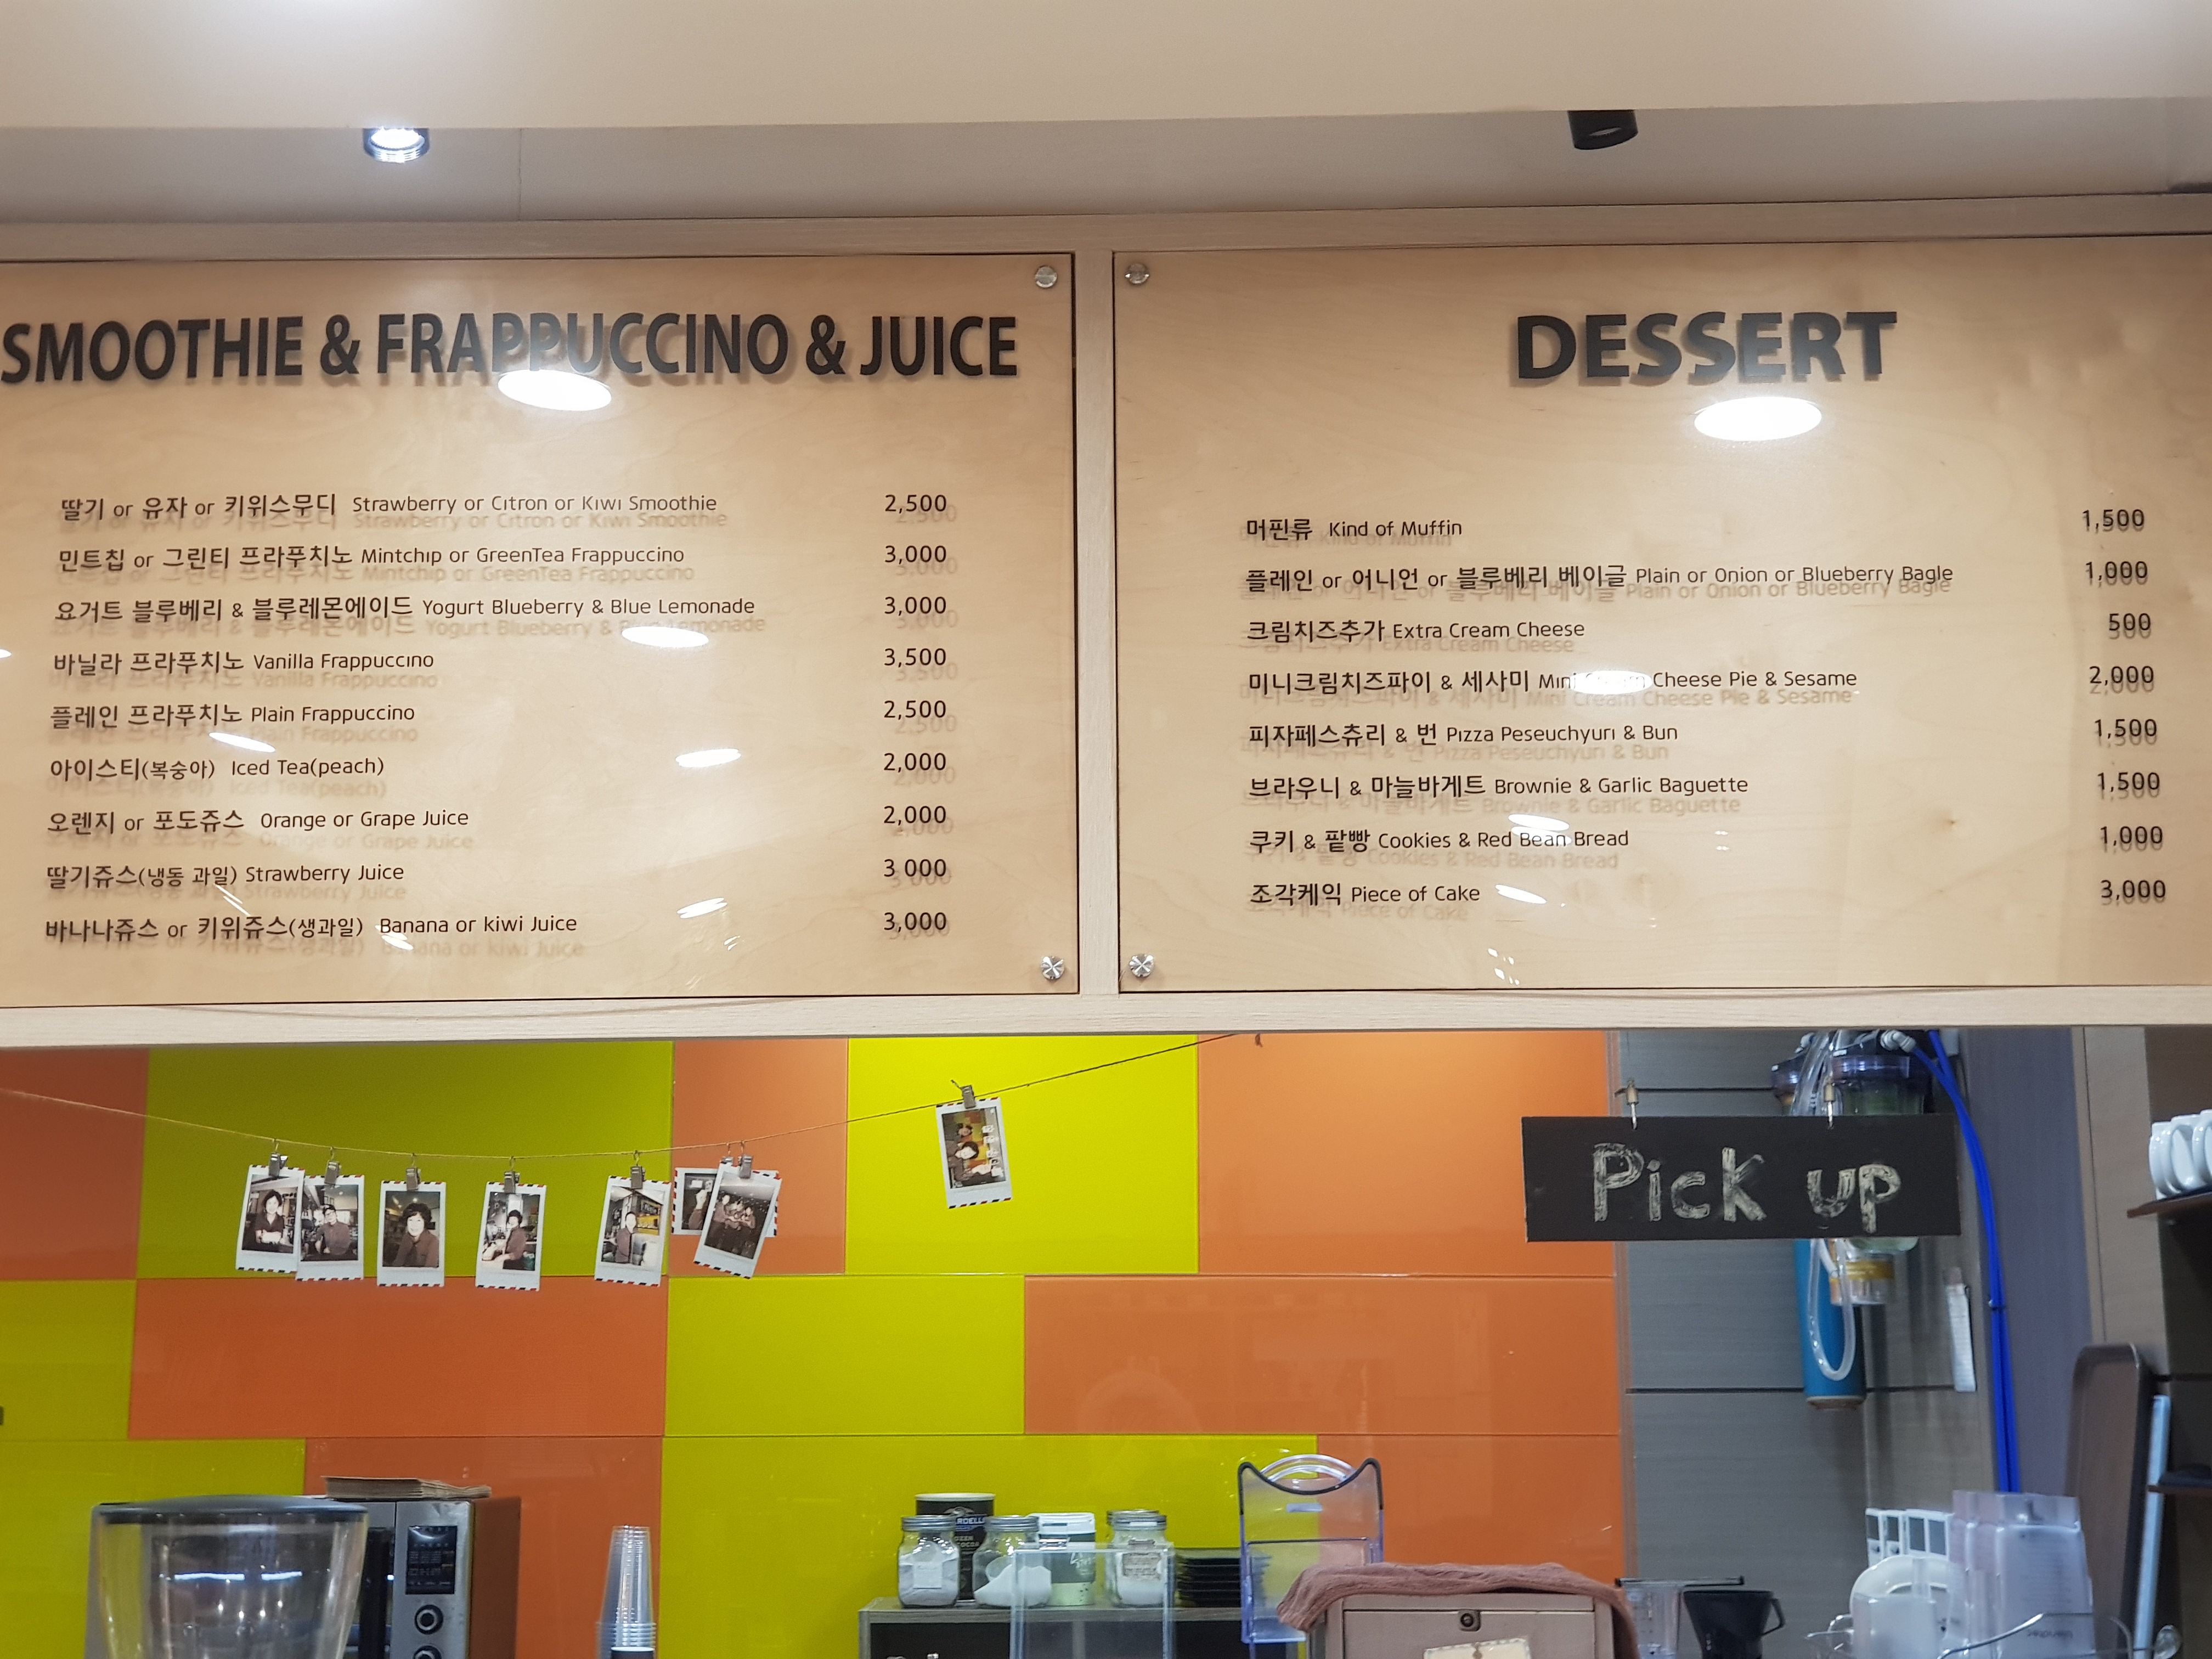 SMOOTHIE & FRAPPUCCINO & JUICE
딸기 or 유자 or 키위스무디 Strawberry or Citron or Kiwi Smoothie 2,500
민트칩 or 그린티 프라푸치노 Mintchip or GreenTea Frappuccino 3,000
요거트 블루베리 & 블루레몬에이드 Yogurt Blueberry & Blue Lemonade 3,000
바닐라 프라푸치노 Vanilla Frappuccino 3,500
플레인 프라푸치노 Plain Frappuccino 2,500
아이스티(복숭아) Iced Tea(peach) 2,000
오렌지 or 포도쥬스 Orange or Grape Juice 2,000
딸기쥬스(냉동 과일) Strawberry Juice 3 000
바나나쥬스 or 키위쥬스(생과일) Banana or kiwi Juice 3,000
DESSERT
머핀류 Kind of Muffin 1,500
플레인 or 어니언 or 블루베리 베이글 Plain or Onion or Blueberry Bagle 1,000
크림치즈추가 Extra Cream Cheese 500
미니크림치즈파이 & 세사미 Mini Cream Cheese Pie & Sesame 2,000
피자페스츄리 & 번 Pizza Peseuchyuri & Bun 1,500
브라우니 & 마늘바게트 Brownie & Garlic Baguette 1,500
쿠키 & 팥빵 Cookies & Red Bean Bread 1,000
조각케익 Piece of Cake 3,000
Pick up